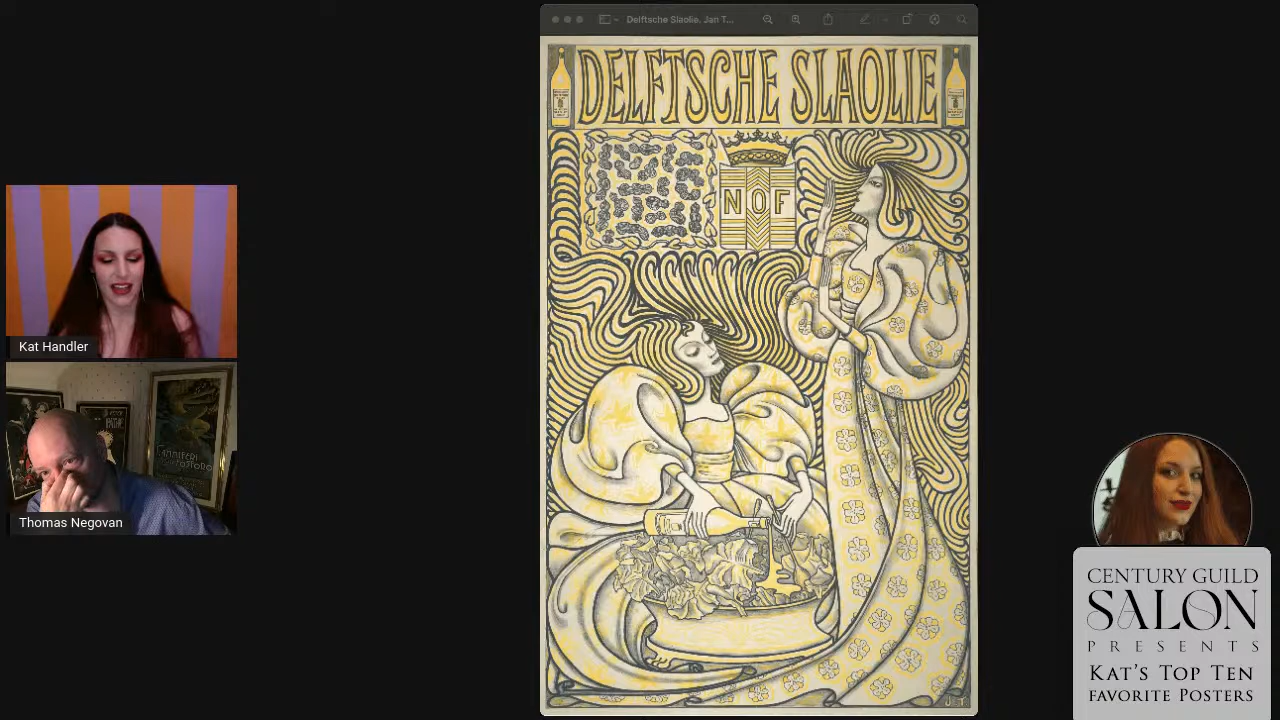 Delftsche Slaolie. Jan T...
DELFTSCHE SLAOLIE
NOF
J T
Kat Handler
Thomas Negovan
CENTURY GUILD
SALON
PRESENTS
KAT'S TOP TEN
FAVORITE POSTERS